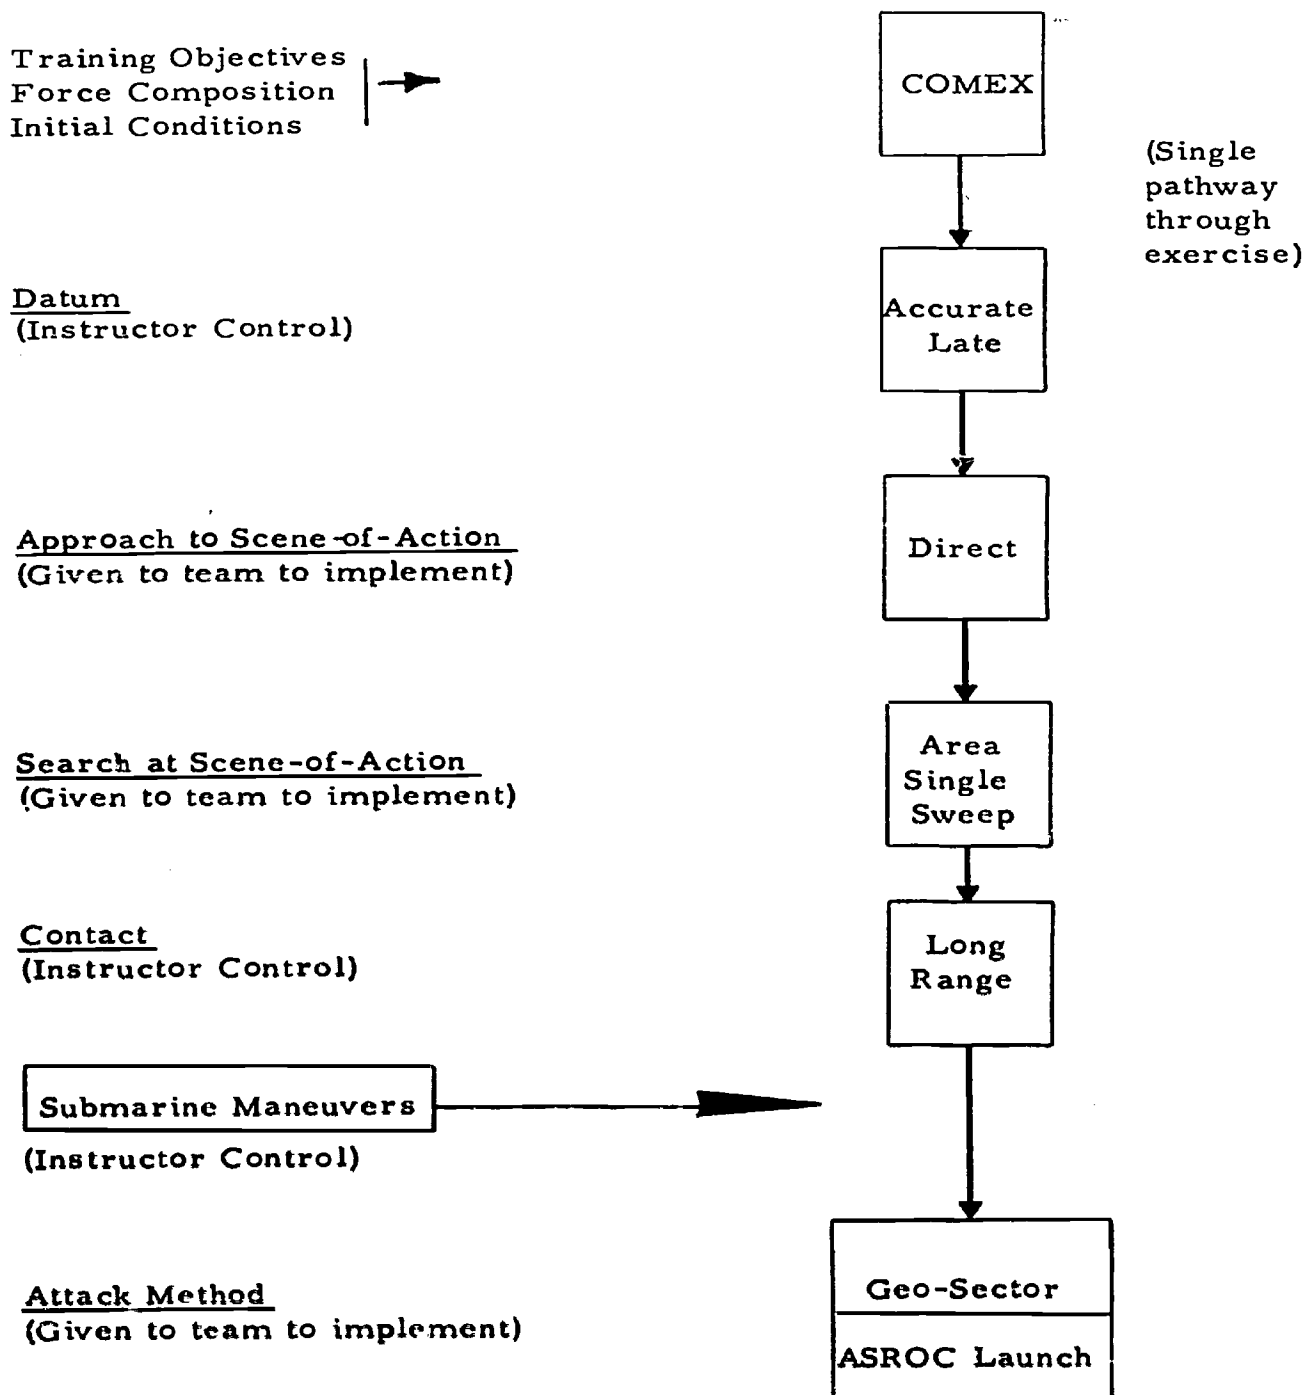 Training Objectives
Force Composition
Initial Conditions
COMEX
(Single
pathway
through
exercise)
Datum
(Instructor Control)
Accurate
Late
Approach to Scene-of-Action
(Given to team to implement)
Direct
Search at Scene-of-Action
(Given to team to implement)
Area
Single
Sweep
Contact
(Instructor Control)
Long
Range
Submarine Maneuvers
(Instructor Control)
Attack Method
(Given to team to implement)
Geo-Sector
ASROC Launch